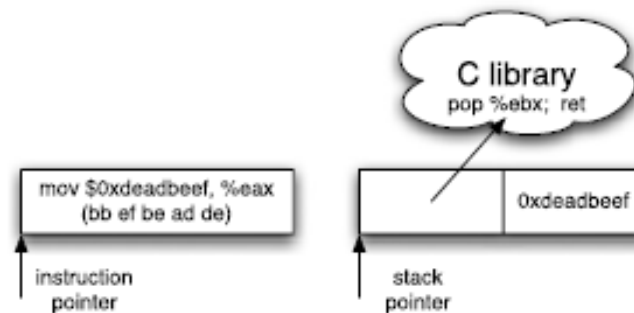 C library
pop %ebx; ret
mov $0xdeadbeef, %eax
(bb ef be ad de)
0xdeadbeef
instruction
pointer
stack
pointer